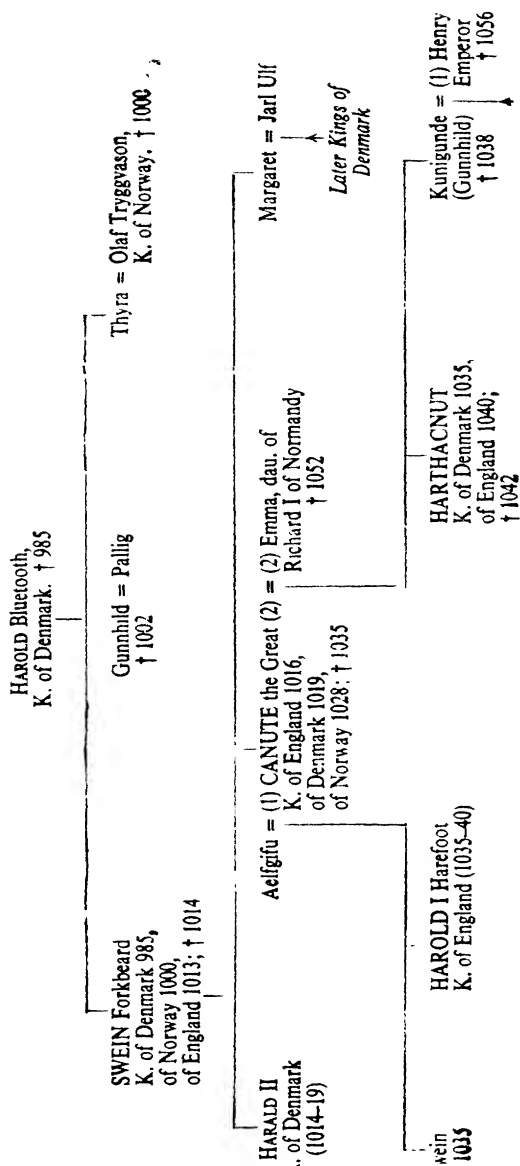 HAROLD Bluetooth,
K. of Denmark. † 985
SWEIN Forkbeard
K. of Denmark 985,
of Norway 1000,
of England 1013; † 1014
Gunnhild = Pallig
† 1002
Thyra = Olaf Tryggvason,
K. of Norway. † 1000
HARALD II
. of Denmark
(1014–19)
Aelfgifu = (1) CANUTE the Great (2) = (2) Emma, dau. of
K. of England 1016,
of Denmark 1019,
of Norway 1028; † 1035
Richard I of Normandy
† 1052
Margaret = Jarl Ulf
Later Kings of
Denmark
wein
1035
HAROLD I Harefoot
K. of England (1035–40)
HARTHACNUT
K. of Denmark 1035,
of England 1040;
† 1042
Kunigunde = (1) Henry
(Gunnhild)
† 1038
Emperor
† 1056